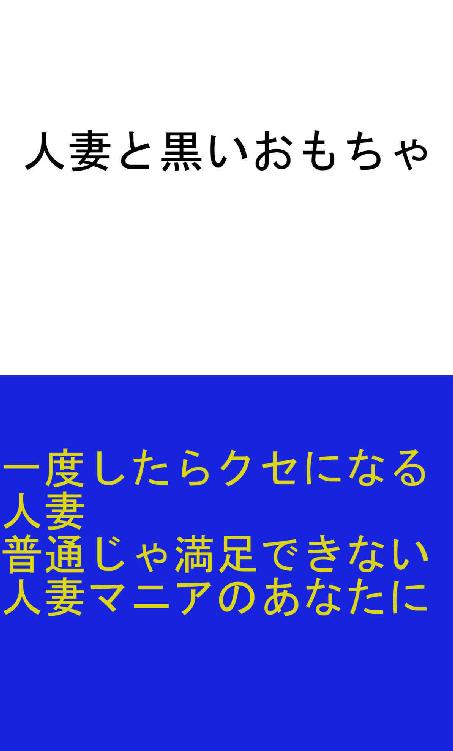 人妻と黒いおもちゃ
一度したらクセになる
人妻
普通じゃ満足できない
人妻マニアのあなたに